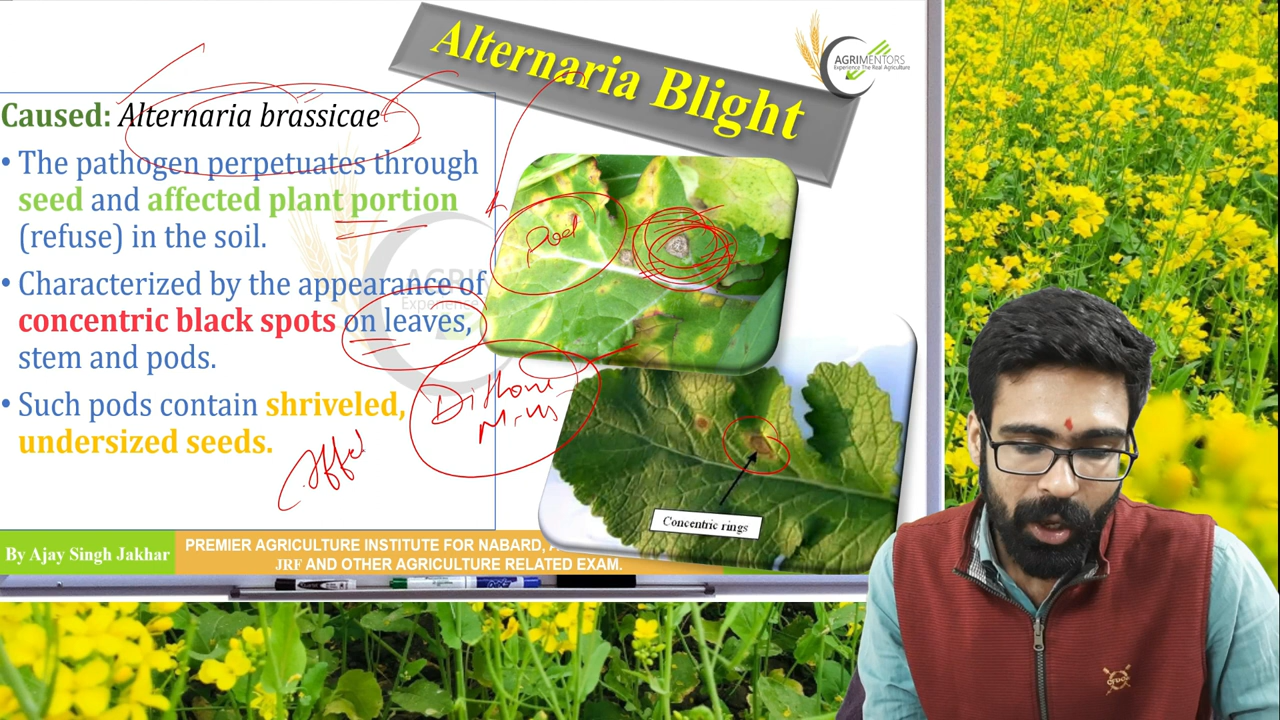 Alternaria Blight
AGRIMENTORS
Experience The Real Agriculture
Caused: Alternaria brassicae
• The pathogen perpetuates through
seed and affected plant portion
(refuse) in the soil.
• Characterized by the appearance of
concentric black spots on leaves,
stem and pods.
• Such pods contain shriveled,
undersized seeds.
Pod
Concentric rings
By Ajay Singh Jakhar
PREMIER AGRICULTURE INSTITUTE FOR NABARD,
JRF AND OTHER AGRICULTURE RELATED EXAM.